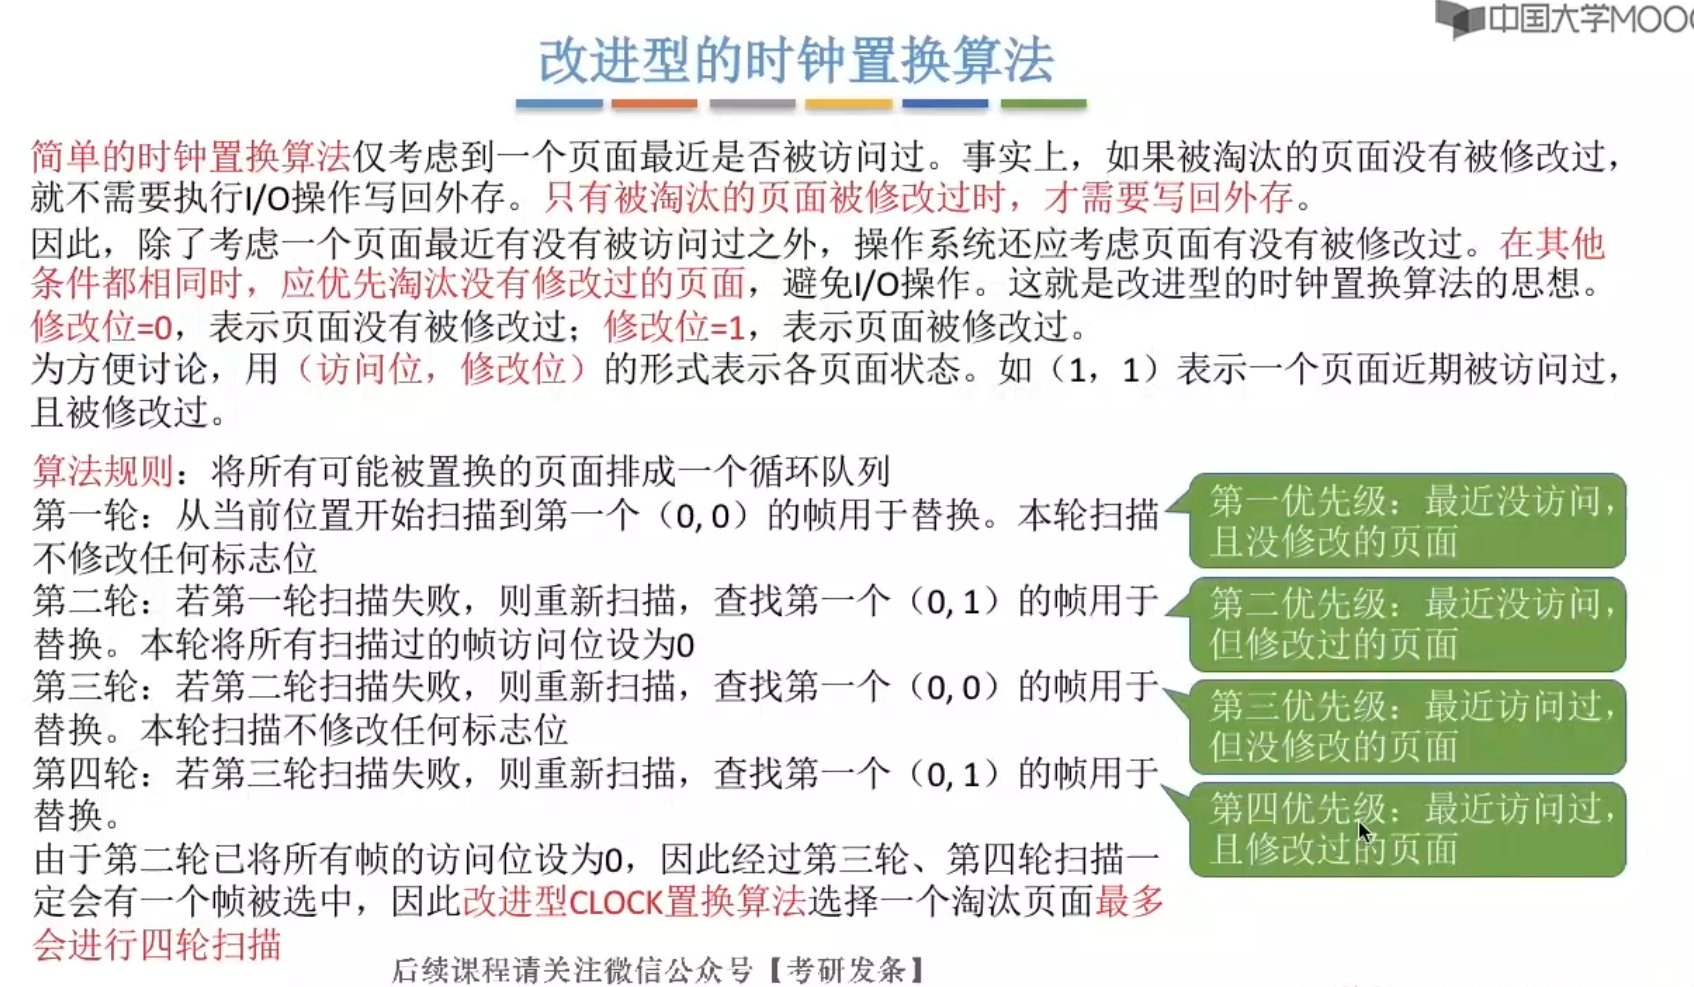 中国大学MOOC
改进型的时钟置换算法
简单的时钟置换算法仅考虑到一个页面最近是否被访问过。事实上，如果被淘汰的页面没有被修改过，
就不需要执行I/O操作写回外存。只有被淘汰的页面被修改过时，才需要写回外存。
因此，除了考虑一个页面最近有没有被访问过之外，操作系统还应考虑页面有没有被修改过。在其他
条件都相同时，应优先淘汰没有修改过的页面，避免I/O操作。这就是改进型的时钟置换算法的思想。
修改位=0，表示页面没有被修改过；修改位=1，表示页面被修改过。
为方便讨论，用（访问位，修改位）的形式表示各页面状态。如（1，1）表示一个页面近期被访问过，
且被修改过。
算法规则：将所有可能被置换的页面排成一个循环队列
第一轮：从当前位置开始扫描到第一个（0, 0）的帧用于替换。本轮扫描
不修改任何标志位
第二轮：若第一轮扫描失败，则重新扫描，查找第一个（0, 1）的帧用于
替换。本轮将所有扫描过的帧访问位设为0
第三轮：若第二轮扫描失败，则重新扫描，查找第一个（0, 0）的帧用于
替换。本轮扫描不修改任何标志位
第四轮：若第三轮扫描失败，则重新扫描，查找第一个（0, 1）的帧用于
替换。
由于第二轮已将所有帧的访问位设为0，因此经过第三轮、第四轮扫描一
定会有一个帧被选中，因此改进型CLOCK置换算法选择一个淘汰页面最多
会进行四轮扫描
第一优先级：最近没访问，
且没修改的页面
第二优先级：最近没访问，
但修改过的页面
第三优先级：最近访问过，
但没修改的页面
第四优先级：最近访问过，
且修改过的页面
后续课程请关注微信公众号【考研发条】